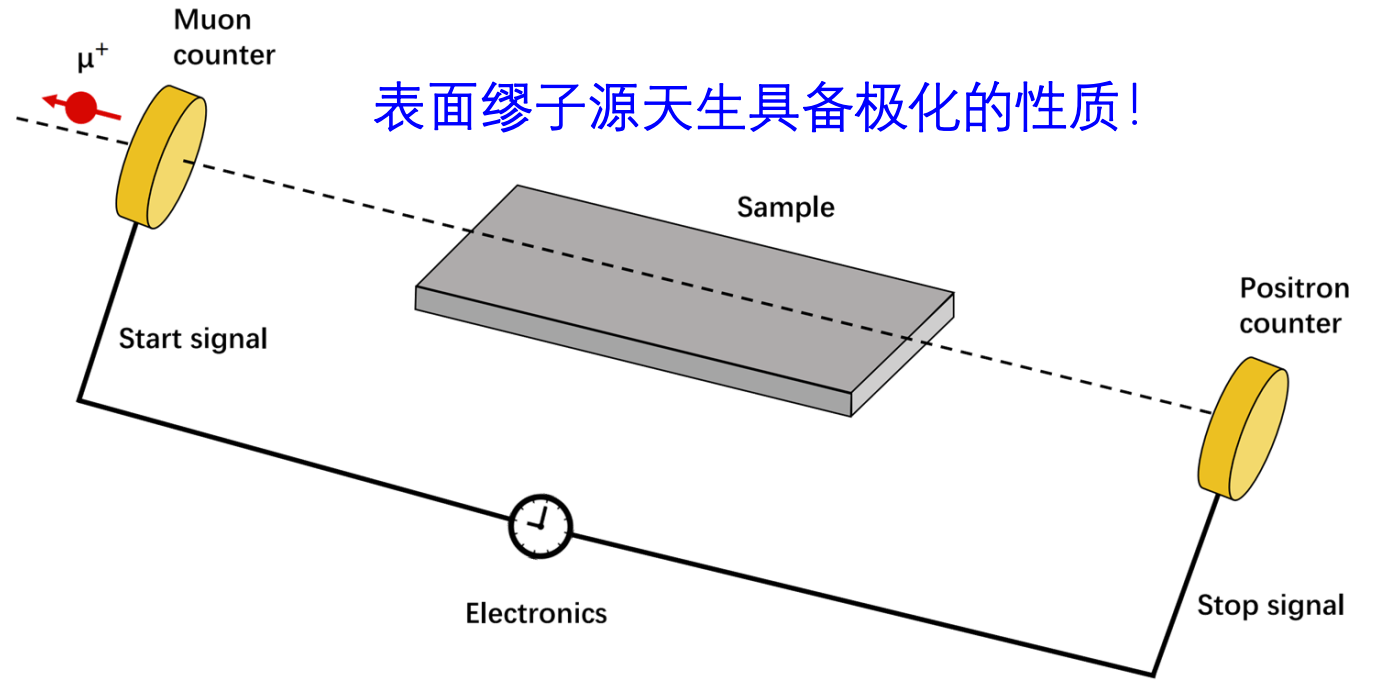 Muon
counter
μ⁺
表面缪子源天生具备极化的性质！
Sample
Positron
counter
Start signal
Electronics
Stop signal